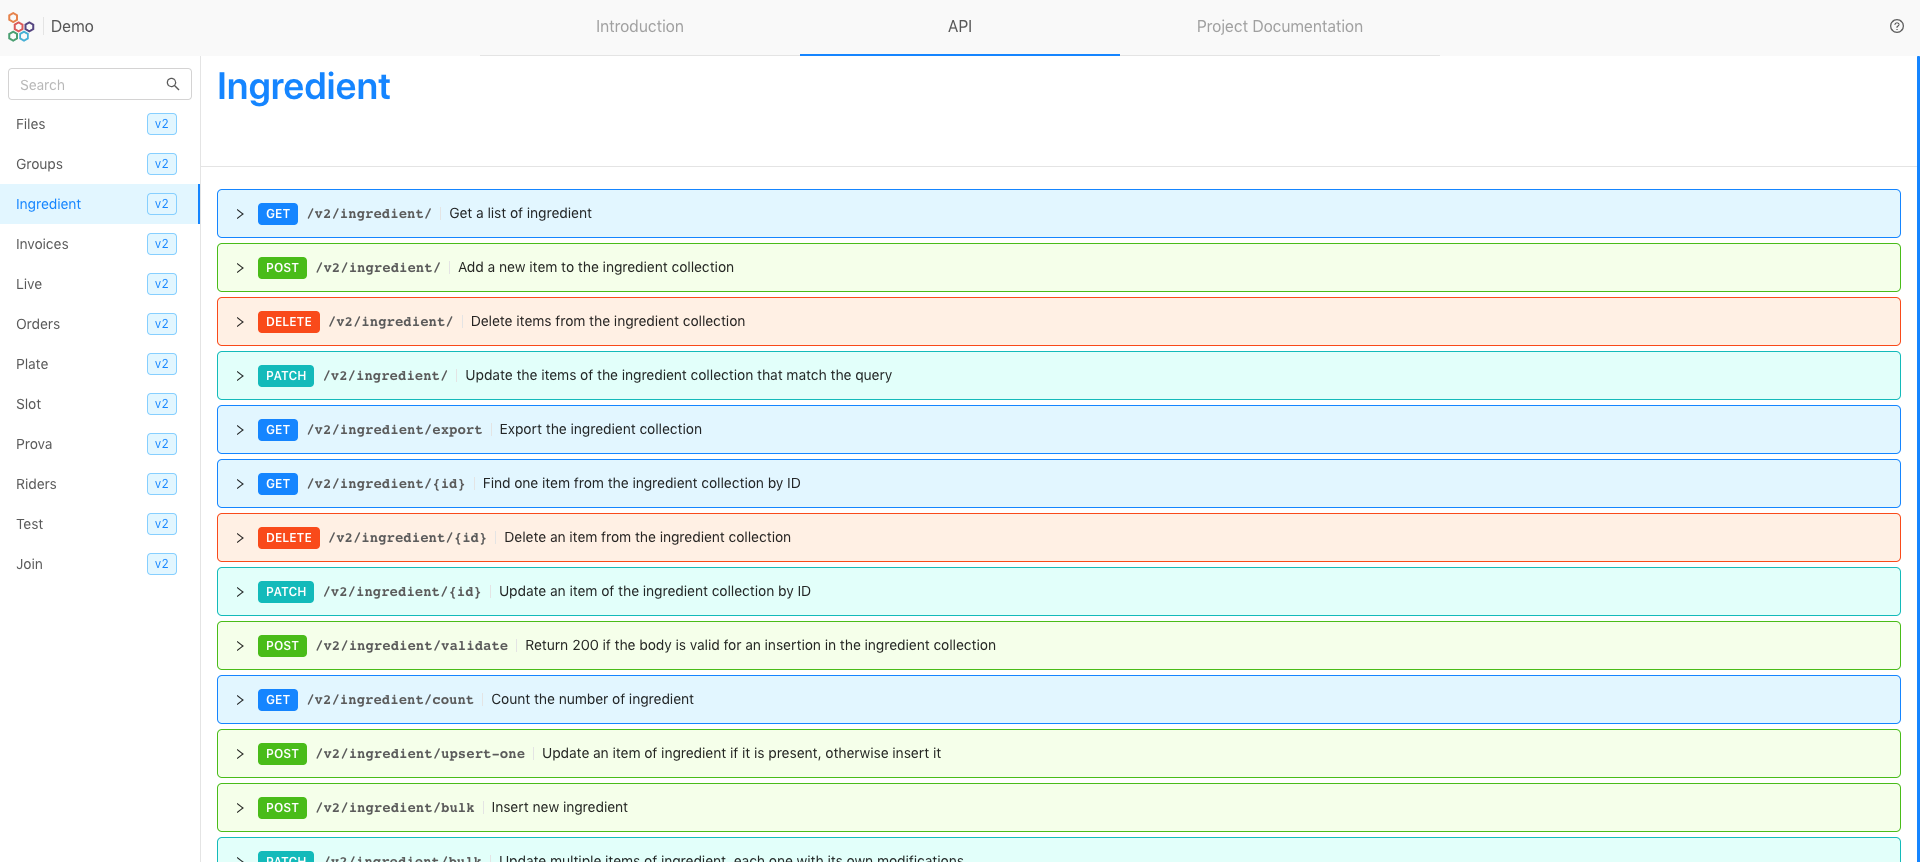 Demo
Introduction
API
Project Documentation
Search
Files v2
Groups v2
Ingredient v2
Invoices v2
Live v2
Orders v2
Plate v2
Slot v2
Prova v2
Riders v2
Test v2
Join v2
Ingredient
GET /v2/ingredient/ Get a list of ingredient
POST /v2/ingredient/ Add a new item to the ingredient collection
DELETE /v2/ingredient/ Delete items from the ingredient collection
PATCH /v2/ingredient/ Update the items of the ingredient collection that match the query
GET /v2/ingredient/export Export the ingredient collection
GET /v2/ingredient/{id} Find one item from the ingredient collection by ID
DELETE /v2/ingredient/{id} Delete an item from the ingredient collection
PATCH /v2/ingredient/{id} Update an item of the ingredient collection by ID
POST /v2/ingredient/validate Return 200 if the body is valid for an insertion in the ingredient collection
GET /v2/ingredient/count Count the number of ingredient
POST /v2/ingredient/upsert-one Update an item of ingredient if it is present, otherwise insert it
POST /v2/ingredient/bulk Insert new ingredient
PATCH /v2/ingredient/bulk Update multiple items of ingredient, each one with its own modifications